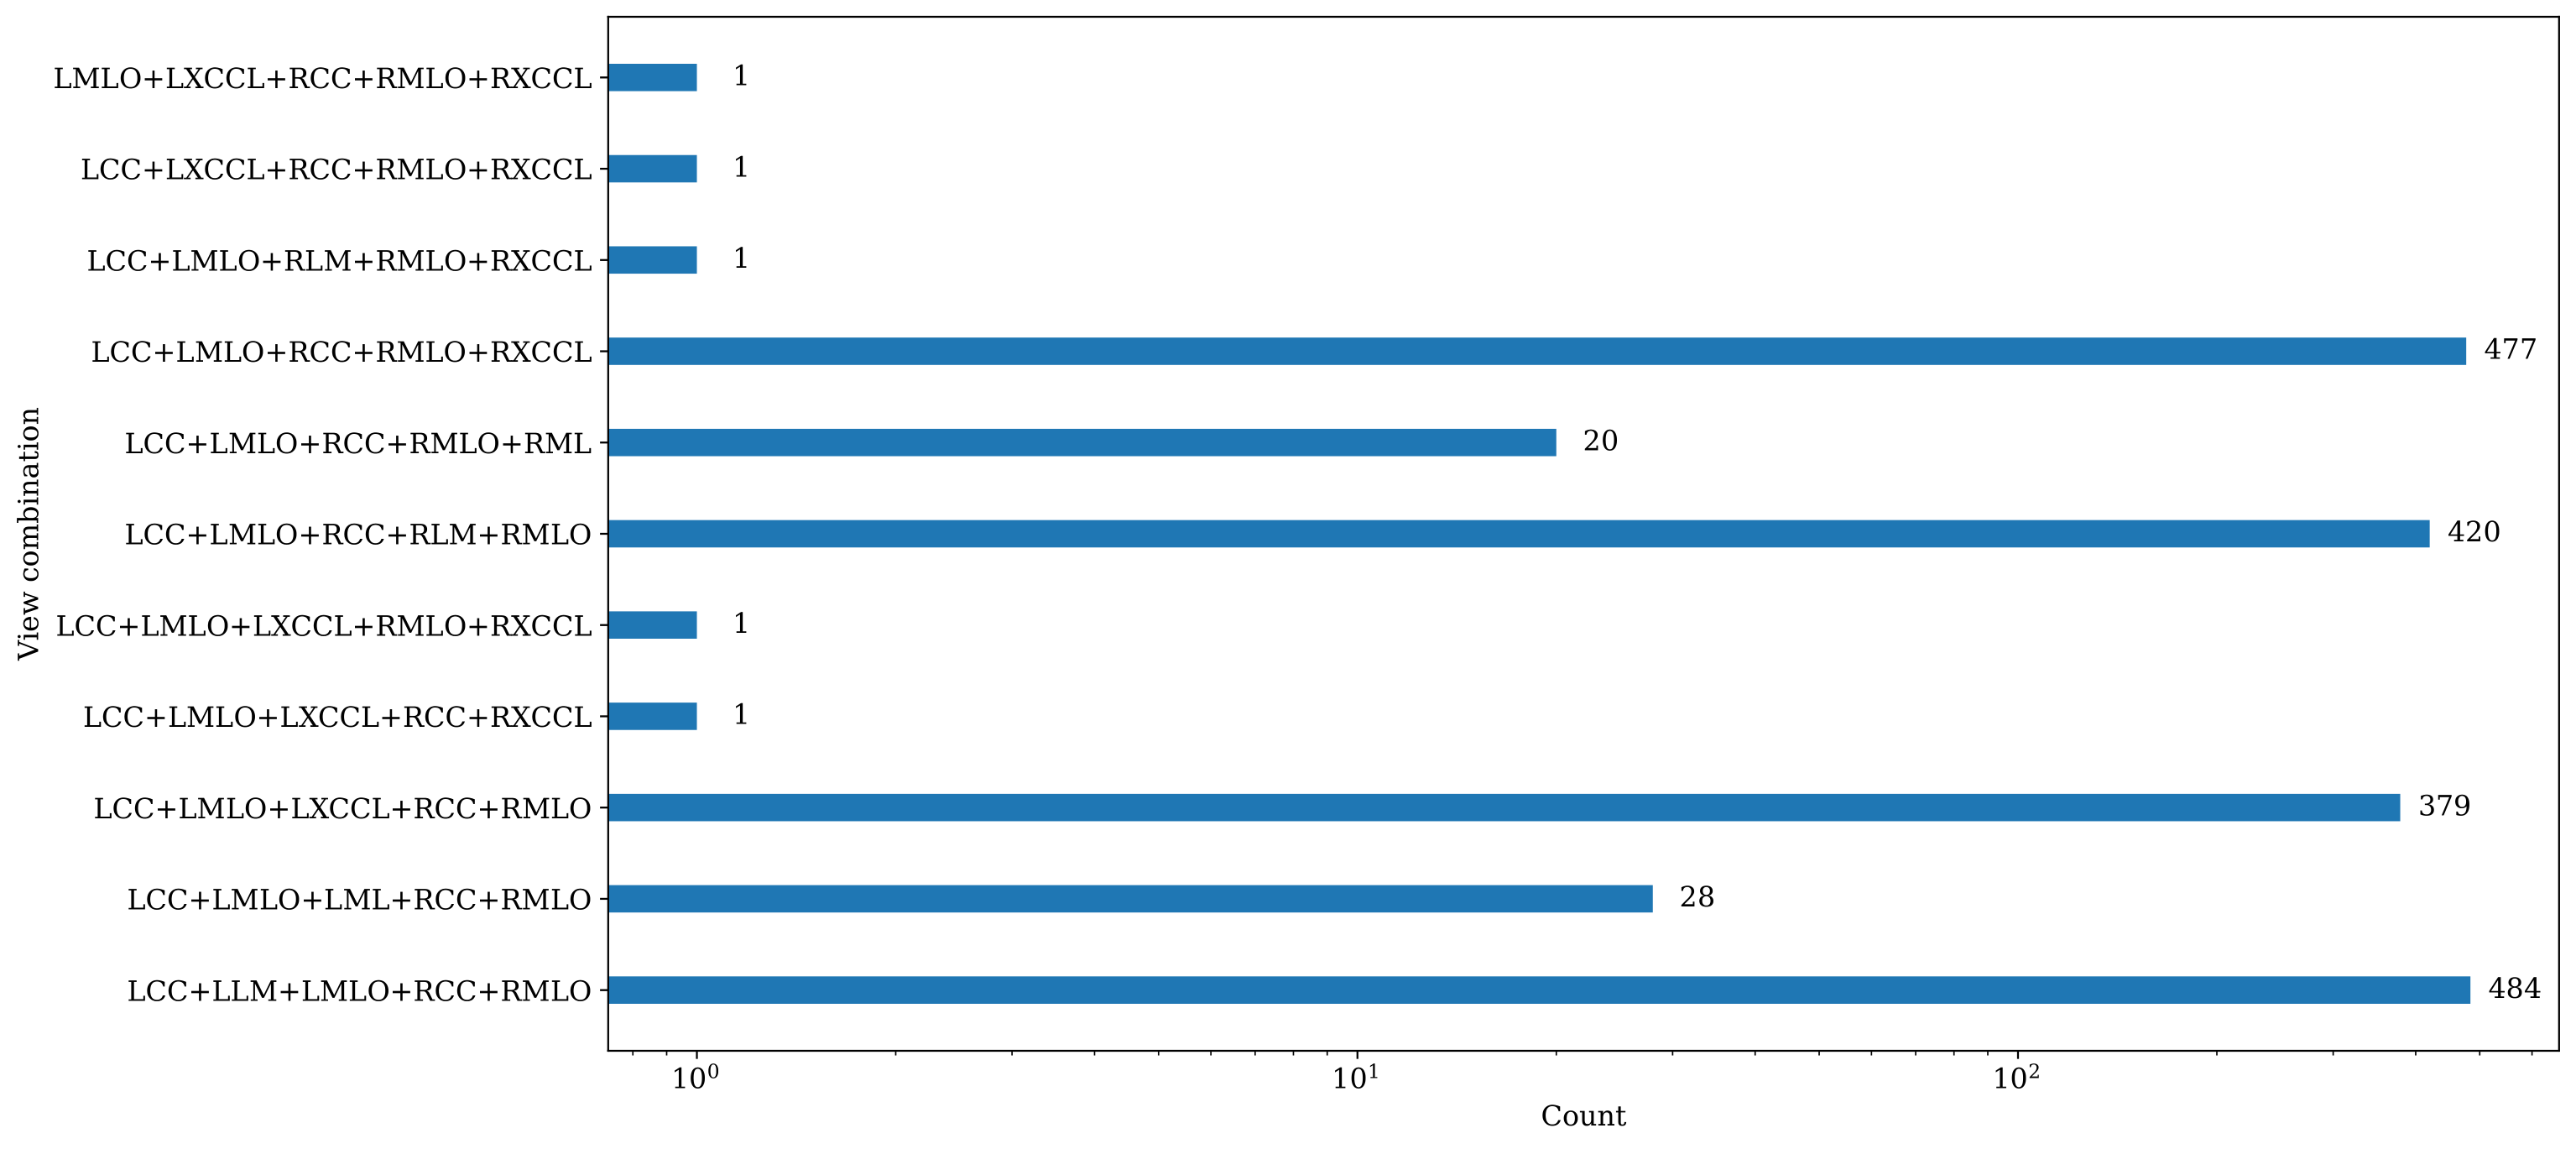 LMLO+LXCCL+RCC+RMLO+RXCCL 1
LCC+LXCCL+RCC+RMLO+RXCCL 1
LCC+LMLO+RLM+RMLO+RXCCL 1
LCC+LMLO+RCC+RMLO+RXCCL 477
LCC+LMLO+RCC+RMLO+RML 20
LCC+LMLO+RCC+RLM+RMLO 420
LCC+LMLO+LXCCL+RMLO+RXCCL 1
LCC+LMLO+LXCCL+RCC+RXCCL 1
LCC+LMLO+LXCCL+RCC+RMLO 379
LCC+LMLO+LML+RCC+RMLO 28
LCC+LLM+LMLO+RCC+RMLO 484
View combination
10⁰ 10¹ 10²
Count